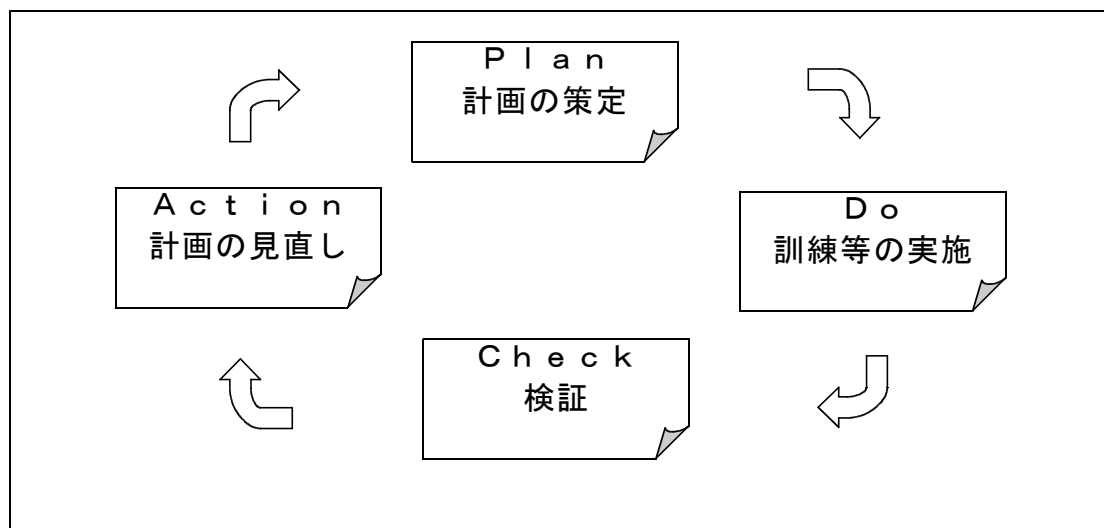 Ｐｌａｎ
計画の策定
Ｄｏ
訓練等の実施
Ｃｈｅｃｋ
検証
Ａｃｔｉｏｎ
計画の見直し